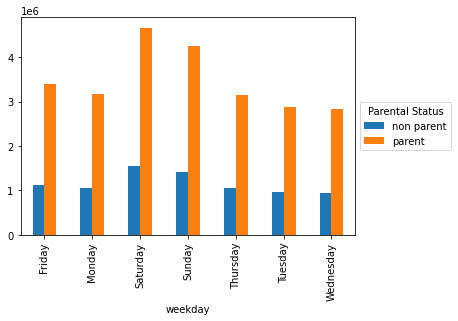 1e6
4
3
2
1
0
Friday
Monday
Saturday
Sunday
Thursday
Tuesday
Wednesday
weekday
Parental Status
non parent
parent